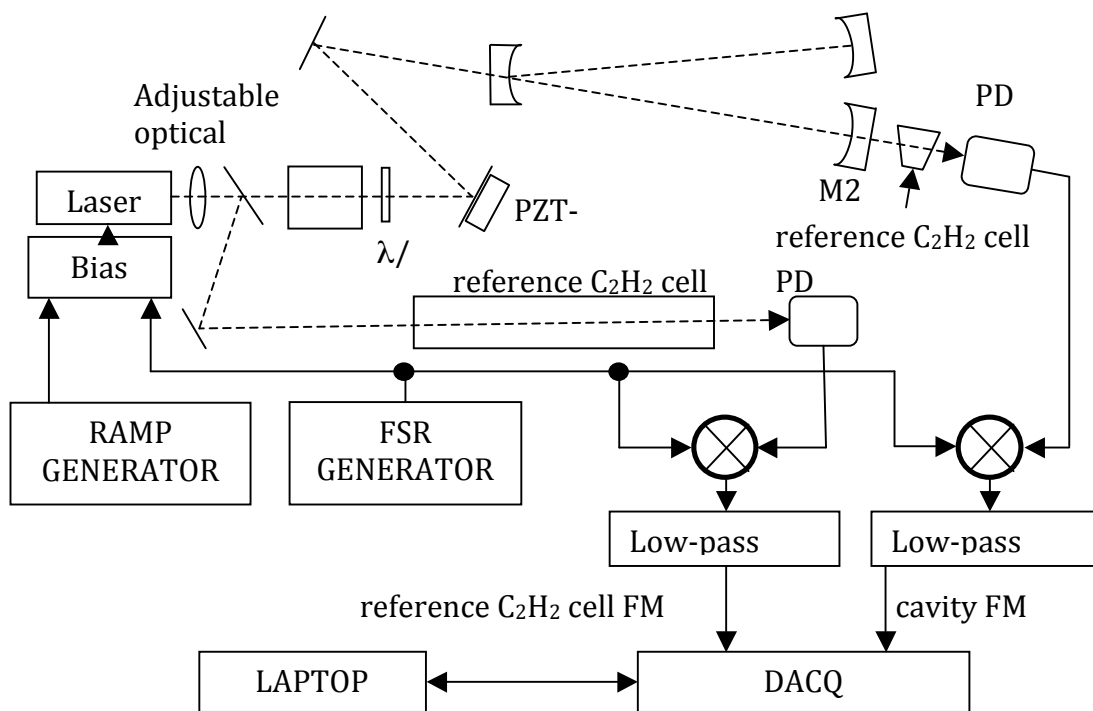 Adjustable
optical
PD
Laser
M2
PZT-
λ/
reference C₂H₂ cell
Bias
reference C₂H₂ cell
PD
RAMP
GENERATOR
FSR
GENERATOR
Low-pass
Low-pass
reference C₂H₂ cell FM
cavity FM
LAPTOP
DACQ